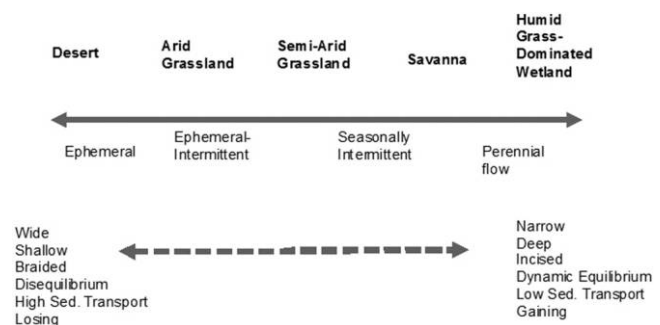 Desert
Arid
Grassland
Semi-Arid
Grassland
Savanna
Humid
Grass-
Dominated
Wetland
Ephemeral
Ephemeral-
Intermittent
Seasonally
Intermittent
Perennial
flow
Wide
Shallow
Braided
Disequilibrium
High Sed. Transport
Losing
Narrow
Deep
Incised
Dynamic Equilibrium
Low Sed. Transport
Gaining